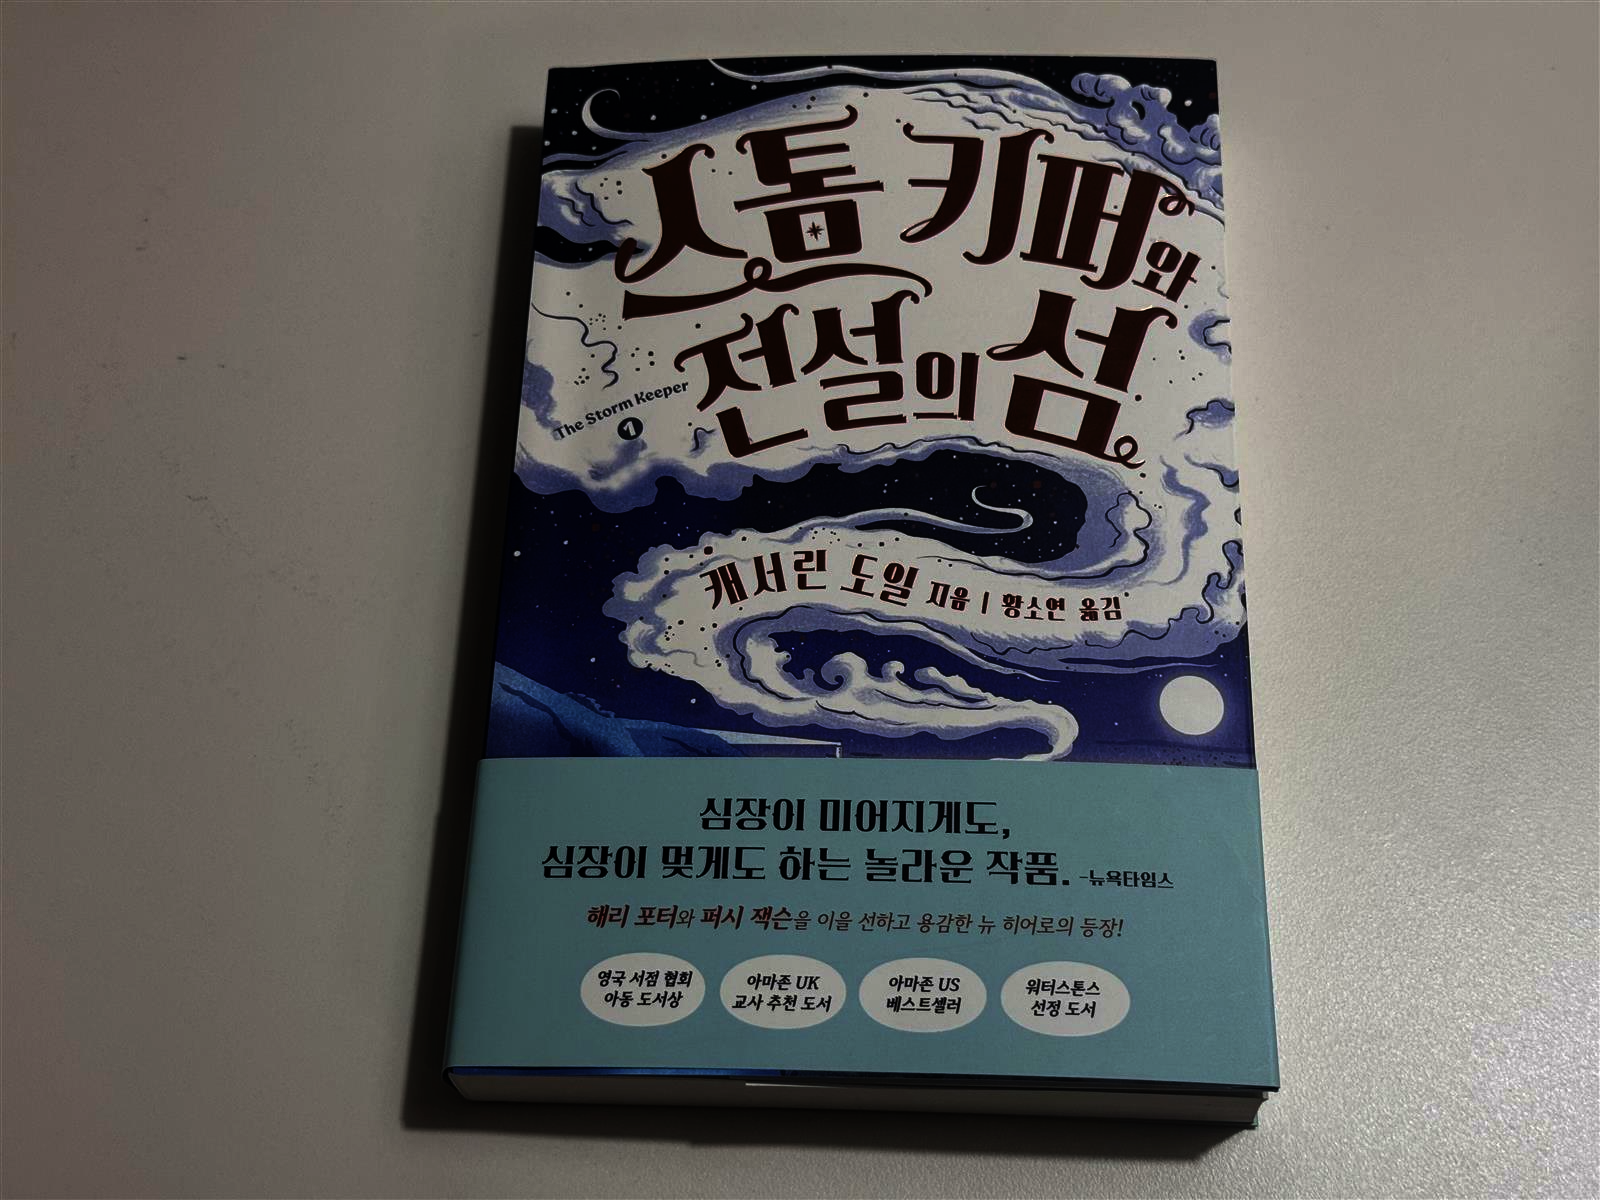 스톰 키퍼와
전설의 섬
The Storm Keeper
1
캐서린 도일 지음 | 황소연 옮김
심장이 미어지게도,
심장이 멎게도 하는 놀라운 작품. -뉴욕타임스
해리 포터와 퍼시 잭슨을 이을 선하고 용감한 뉴 히어로의 등장!
영국 서점 협회
아동 도서상
아마존 UK
교사 추천 도서
아마존 US
베스트셀러
워터스톤스
선정 도서